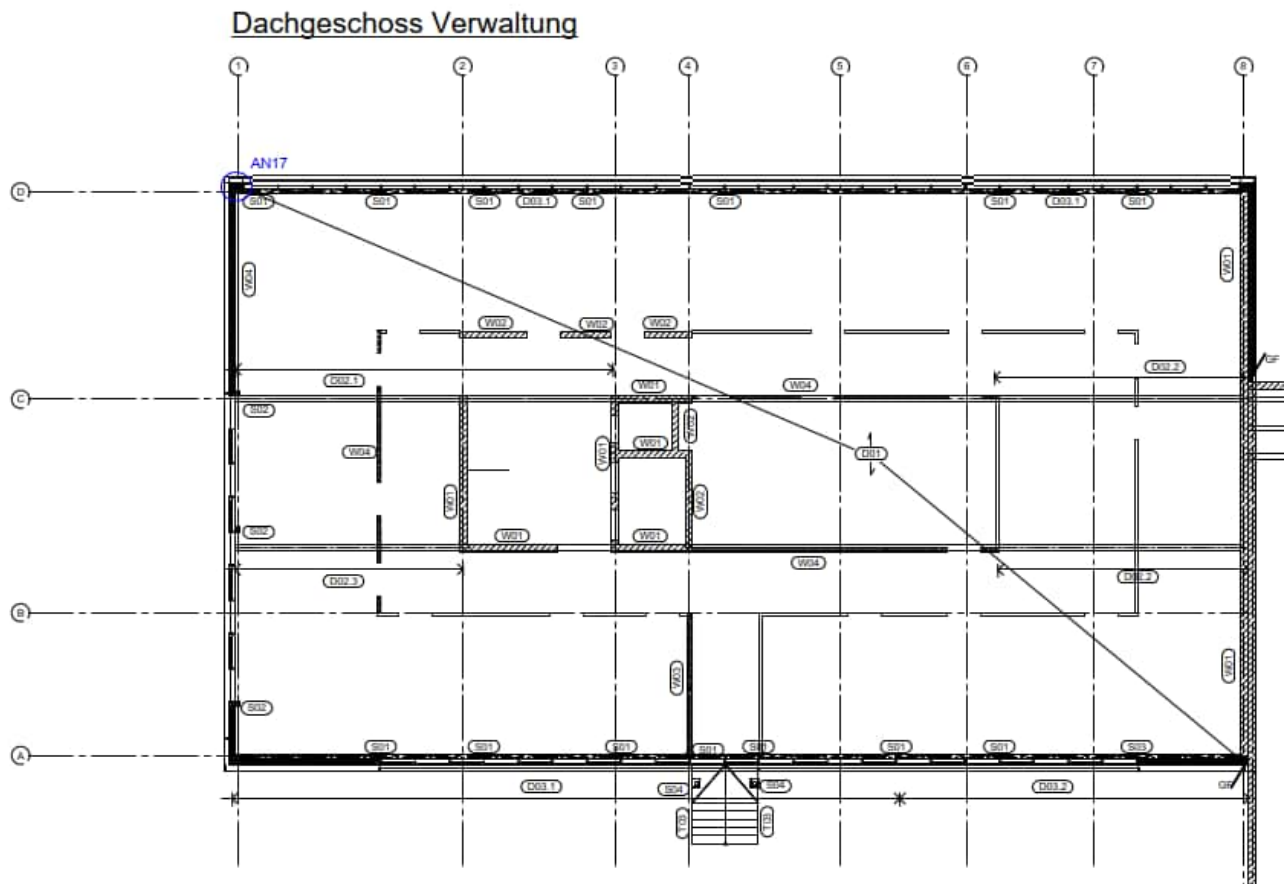 Dachgeschoss Verwaltung
1 2 3 4 5 6 7 8
AN17
D
S01 S01 S01 D03.1 S01 S01 S01 D03.1 S01
W04
W01
W02 W02 W02
GF
D02.1
D02.2
W01
W04
C
S02
W02
W01
W01
D01
W04
W01
W02
S02
W01
W01
W04
D02.3
D02.2
B
W03
W01
S02
A
S01 S01 S01 S01 S01 S01 S01 S03
S04
S04
D03.1
D03.2
GF
T03
T03